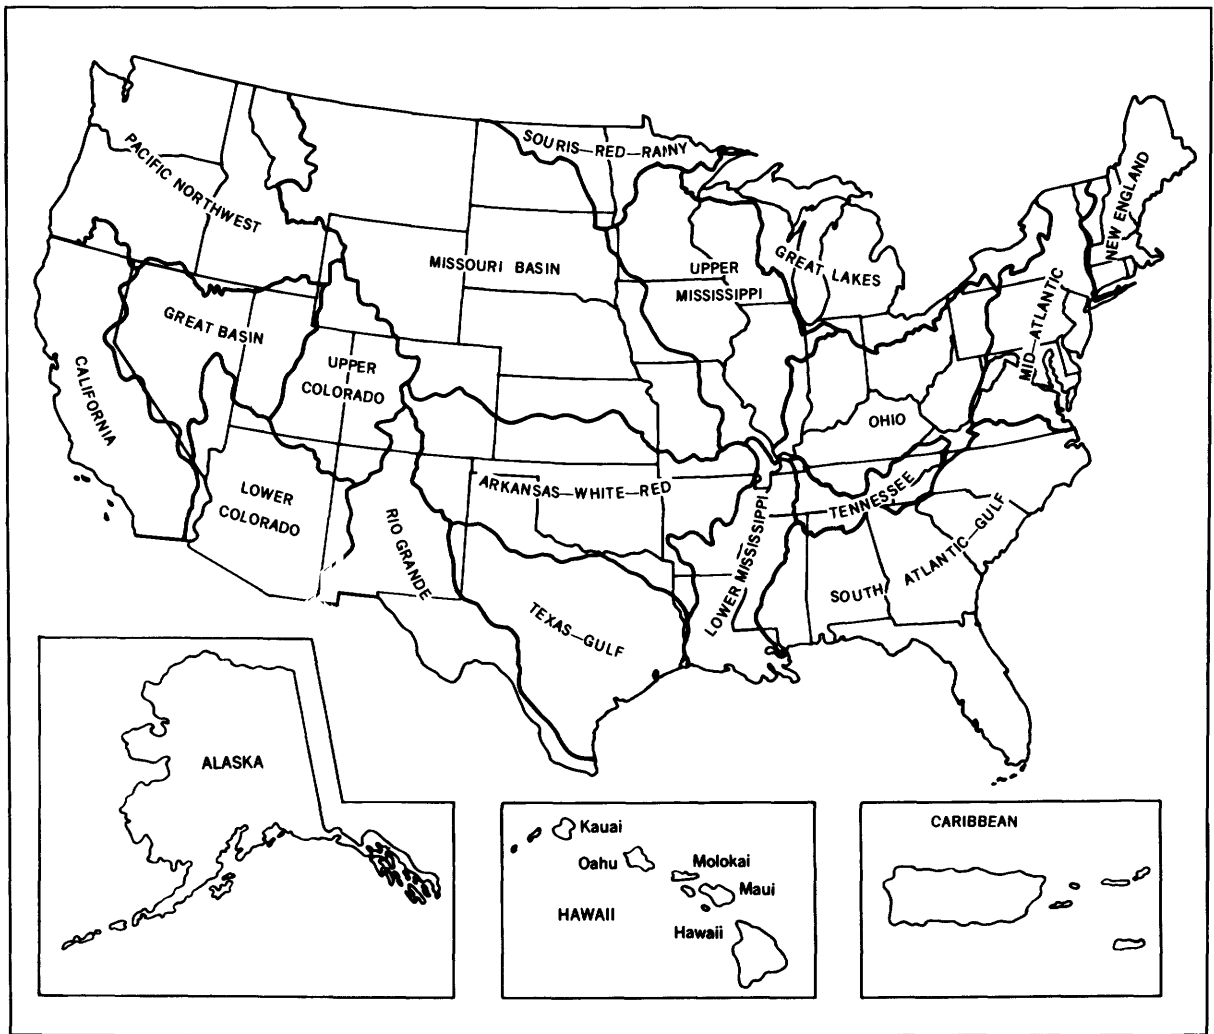 SOURIS—RED—RAINY
PACIFIC NORTHWEST
NEW ENGLAND
MISSOURI BASIN
UPPER
MISSISSIPPI
GREAT LAKES
MID—ATLANTIC
GREAT BASIN
UPPER
COLORADO
CALIFORNIA
OHIO
LOWER
COLORADO
ARKANSAS—WHITE—RED
TENNESSEE
RIO GRANDE
LOWER MISSISSIPPI
SOUTH ATLANTIC—GULF
TEXAS—GULF
ALASKA
Kauai
Oahu
Molokai
Maui
HAWAII
Hawaii
CARIBBEAN